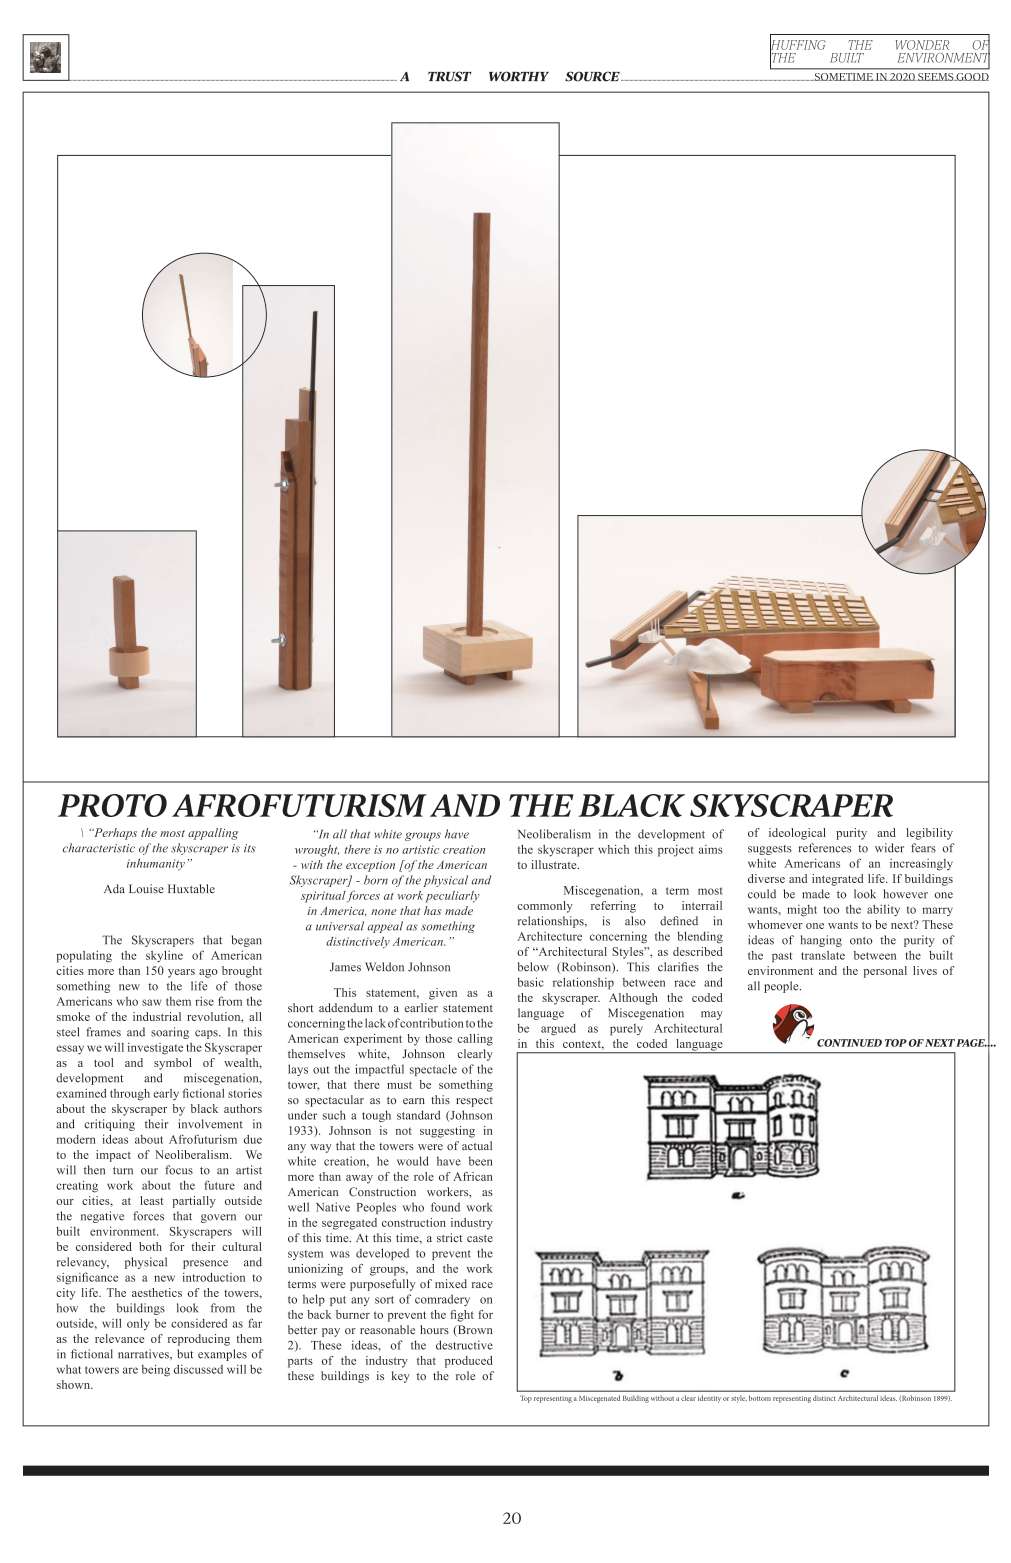 HUFFING THE WONDER OF
THE BUILT ENVIRONMENT
A TRUST WORTHY SOURCE
SOMETIME IN 2020 SEEMS GOOD
PROTO AFROFUTURISM AND THE BLACK SKYSCRAPER
\ “Perhaps the most appalling
characteristic of the skyscraper is its
inhumanity”
Ada Louise Huxtable
The Skyscrapers that began
populating the skyline of American
cities more than 150 years ago brought
something new to the life of those
Americans who saw them rise from the
smoke of the industrial revolution, all
steel frames and soaring caps. In this
essay we will investigate the Skyscraper
as a tool and symbol of wealth,
development and miscegenation,
examined through early fictional stories
about the skyscraper by black authors
and critiquing their involvement in
modern ideas about Afrofuturism due
to the impact of Neoliberalism. We
will then turn our focus to an artist
creating work about the future and
our cities, at least partially outside
the negative forces that govern our
built environment. Skyscrapers will
be considered both for their cultural
relevancy, physical presence and
significance as a new introduction to
city life. The aesthetics of the towers,
how the buildings look from the
outside, will only be considered as far
as the relevance of reproducing them
in fictional narratives, but examples of
what towers are being discussed will be
shown.
“In all that white groups have
wrought, there is no artistic creation
- with the exception [of the American
Skyscraper] - born of the physical and
spiritual forces at work peculiarly
in America, none that has made
a universal appeal as something
distinctively American.”
James Weldon Johnson
This statement, given as a
short addendum to a earlier statement
concerning the lack of contribution to the
American experiment by those calling
themselves white, Johnson clearly
lays out the impactful spectacle of the
tower, that there must be something
so spectacular as to earn this respect
under such a tough standard (Johnson
1933). Johnson is not suggesting in
any way that the towers were of actual
white creation, he would have been
more than away of the role of African
American Construction workers, as
well Native Peoples who found work
in the segregated construction industry
of this time. At this time, a strict caste
system was developed to prevent the
unionizing of groups, and the work
terms were purposefully of mixed race
to help put any sort of comradery on
the back burner to prevent the fight for
better pay or reasonable hours (Brown
2). These ideas, of the destructive
parts of the industry that produced
these buildings is key to the role of
Neoliberalism in the development of
the skyscraper which this project aims
to illustrate.
Miscegenation, a term most
commonly referring to interrail
relationships, is also defined in
Architecture concerning the blending
of “Architectural Styles”, as described
below (Robinson). This clarifies the
basic relationship between race and
the skyscraper. Although the coded
language of Miscegenation may
be argued as purely Architectural
in this context, the coded language
of ideological purity and legibility
suggests references to wider fears of
white Americans of an increasingly
diverse and integrated life. If buildings
could be made to look however one
wants, might too the ability to marry
whomever one wants to be next? These
ideas of hanging onto the purity of
the past translate between the built
environment and the personal lives of
all people.
CONTINUED TOP OF NEXT PAGE....
a
b
c
Top representing a Miscegenated Building without a clear identity or style, bottom representing distinct Architectural ideas. (Robinson 1899).
20